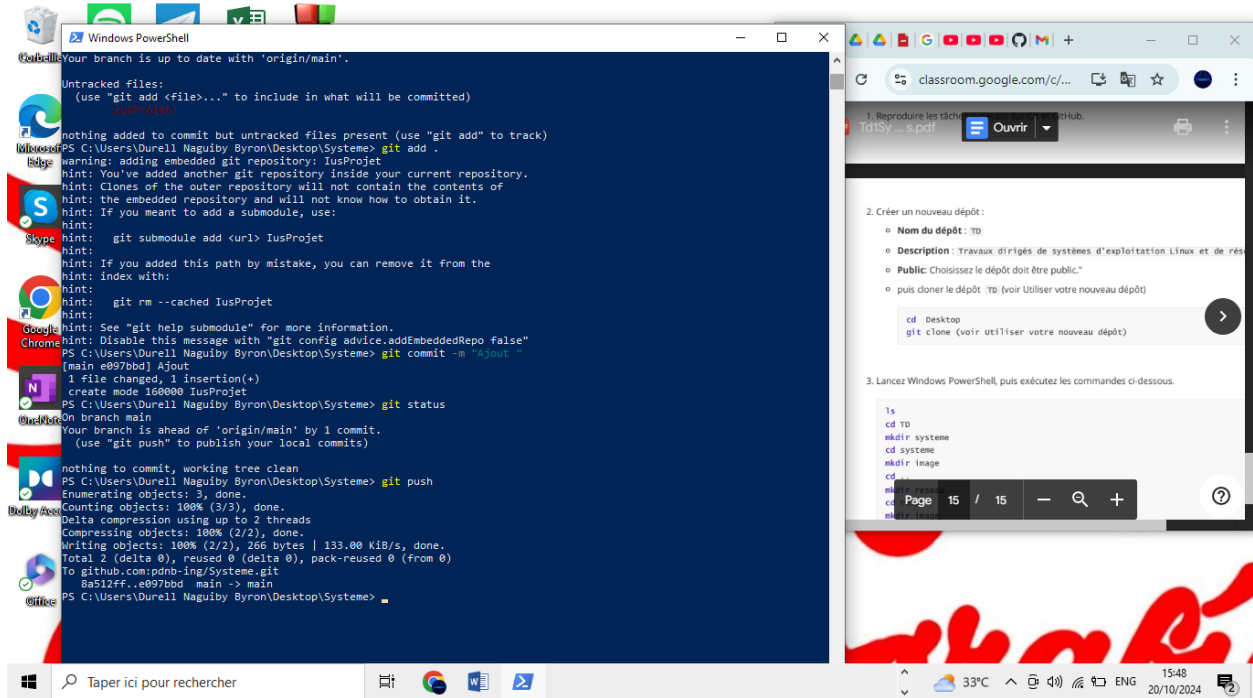 Windows PowerShell
Your branch is up to date with 'origin/main'.
Untracked files:
(use "git add <file>..." to include in what will be committed)
IusProjet/
nothing added to commit but untracked files present (use "git add" to track)
PS C:\Users\Durell Naguiby Byron\Desktop\Systeme> git add .
warning: adding embedded git repository: IusProjet
hint: You've added another git repository inside your current repository.
hint: Clones of the outer repository will not contain the contents of
hint: the embedded repository and will not know how to obtain it.
hint: If you meant to add a submodule, use:
hint:
hint: git submodule add <url> IusProjet
hint:
hint: If you added this path by mistake, you can remove it from the
hint: index with:
hint:
hint: git rm --cached IusProjet
hint:
hint: See "git help submodule" for more information.
hint: Disable this message with "git config advice.addEmbeddedRepo false"
PS C:\Users\Durell Naguiby Byron\Desktop\Systeme> git commit -m "Ajout "
[main e097bbd] Ajout
1 file changed, 1 insertion(+)
create mode 160000 IusProjet
PS C:\Users\Durell Naguiby Byron\Desktop\Systeme> git status
On branch main
Your branch is ahead of 'origin/main' by 1 commit.
(use "git push" to publish your local commits)
nothing to commit, working tree clean
PS C:\Users\Durell Naguiby Byron\Desktop\Systeme> git push
Enumerating objects: 3, done.
Counting objects: 100% (3/3), done.
Delta compression using up to 2 threads
Compressing objects: 100% (2/2), done.
Writing objects: 100% (2/2), 266 bytes | 133.00 KiB/s, done.
Total 2 (delta 0), reused 0 (delta 0), pack-reused 0 (from 0)
To github.com:pdnb-ing/Systeme.git
8a512ff..e097bbd main -> main
PS C:\Users\Durell Naguiby Byron\Desktop\Systeme>
Corbeille
Microsoft
Edge
Skype
Google
Chrome
OneNote
Dolby
Office
classroom.google.com/c/...
1. Reproduire les
GitHub.
Td1Sy ... s.pdf
Ouvrir
2. Créer un nouveau dépôt :
Nom du dépôt : TD
Description : Travaux dirigés de systèmes d'exploitation Linux et de
Public: Choisissez le dépôt doit être public."
puis cloner le dépôt TD (voir Utiliser votre nouveau dépôt)
cd Desktop
git clone (voir Utiliser votre nouveau dépôt)
3. Lancez Windows PowerShell, puis exécutez les commandes ci-dessous.
ls
cd TD
mkdir systeme
cd systeme
mkdir image
cd ..
Page 15 / 15
Taper ici pour rechercher
33°C
ENG
15:48
20/10/2024
2